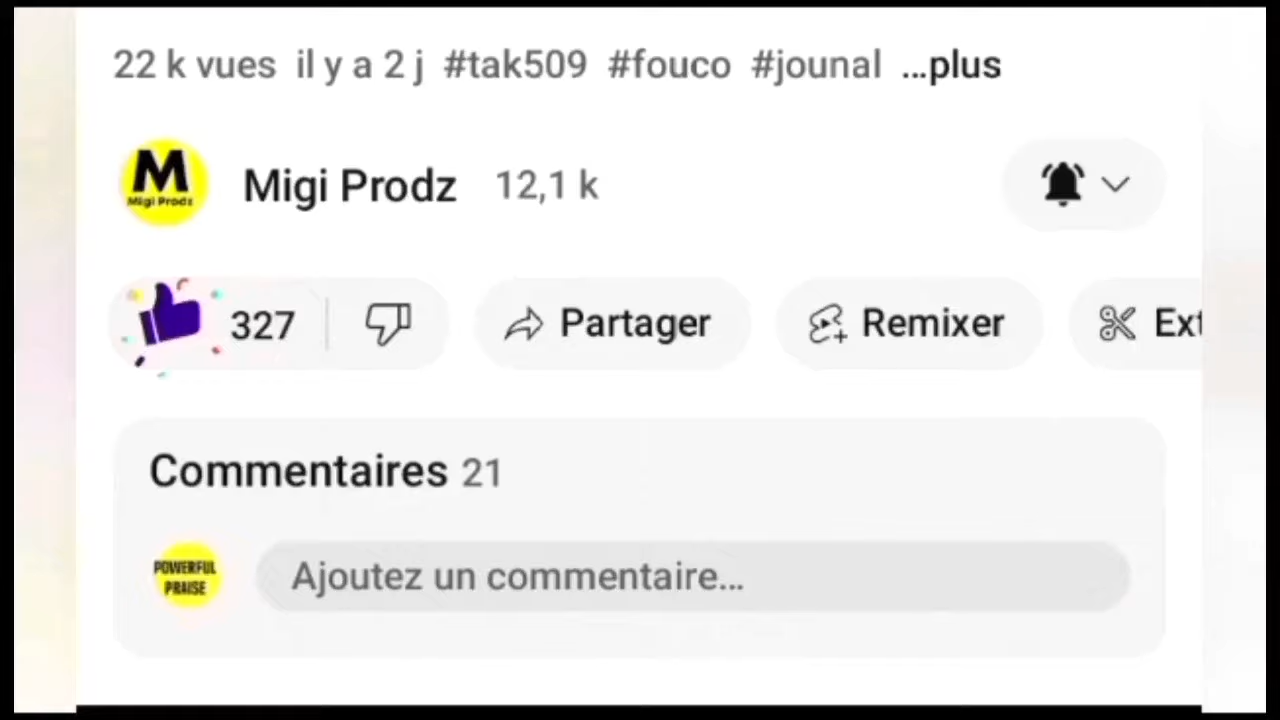 22 k vues il y a 2 j #tak509 #fouco #jounal ...plus
M
Migi Prodz
Migi Prodz 12,1 k
327 Partager Remixer Ext
Commentaires 21
POWERFUL
PRAISE
Ajoutez un commentaire...